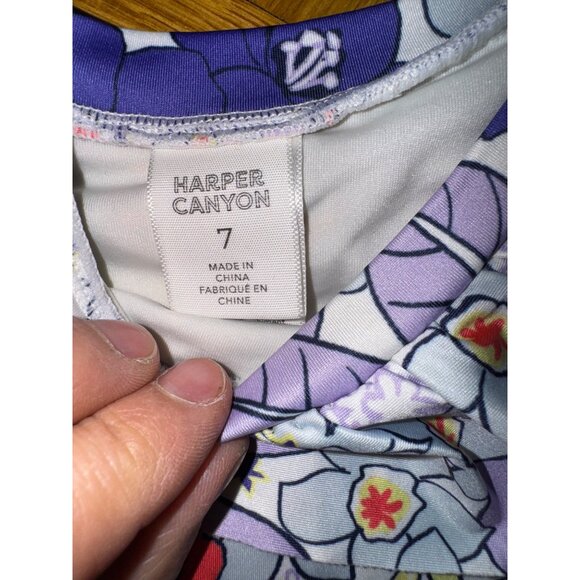 HARPER
CANYON
7
MADE IN
CHINA
FABRIQUÉ EN
CHINE